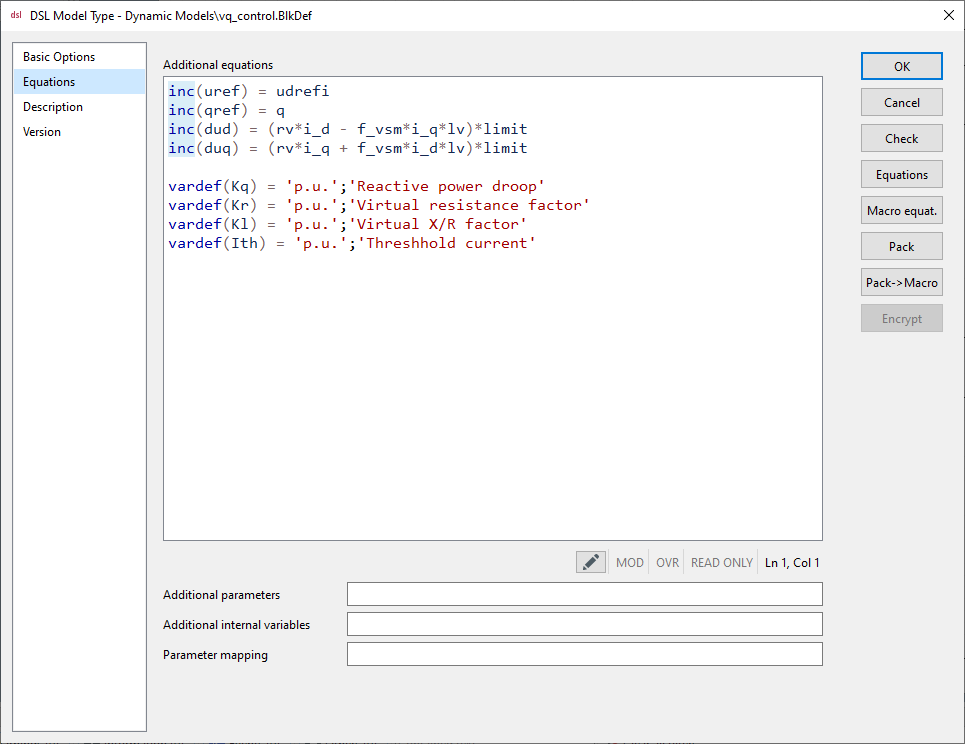 dsl DSL Model Type - Dynamic Models\vq_control.BlkDef
Basic Options
Equations
Description
Version
Additional equations
inc(uref) = udrefi
inc(qref) = q
inc(dud) = (rv*i_d - f_vsm*i_q*lv)*limit
inc(duq) = (rv*i_q + f_vsm*i_d*lv)*limit
vardef(Kq) = 'p.u.';'Reactive power droop'
vardef(Kr) = 'p.u.';'Virtual resistance factor'
vardef(Kl) = 'p.u.';'Virtual X/R factor'
vardef(Ith) = 'p.u.';'Threshhold current'
MOD OVR READ ONLY Ln 1, Col 1
Additional parameters
Additional internal variables
Parameter mapping
OK
Cancel
Check
Equations
Macro equat.
Pack
Pack->Macro
Encrypt